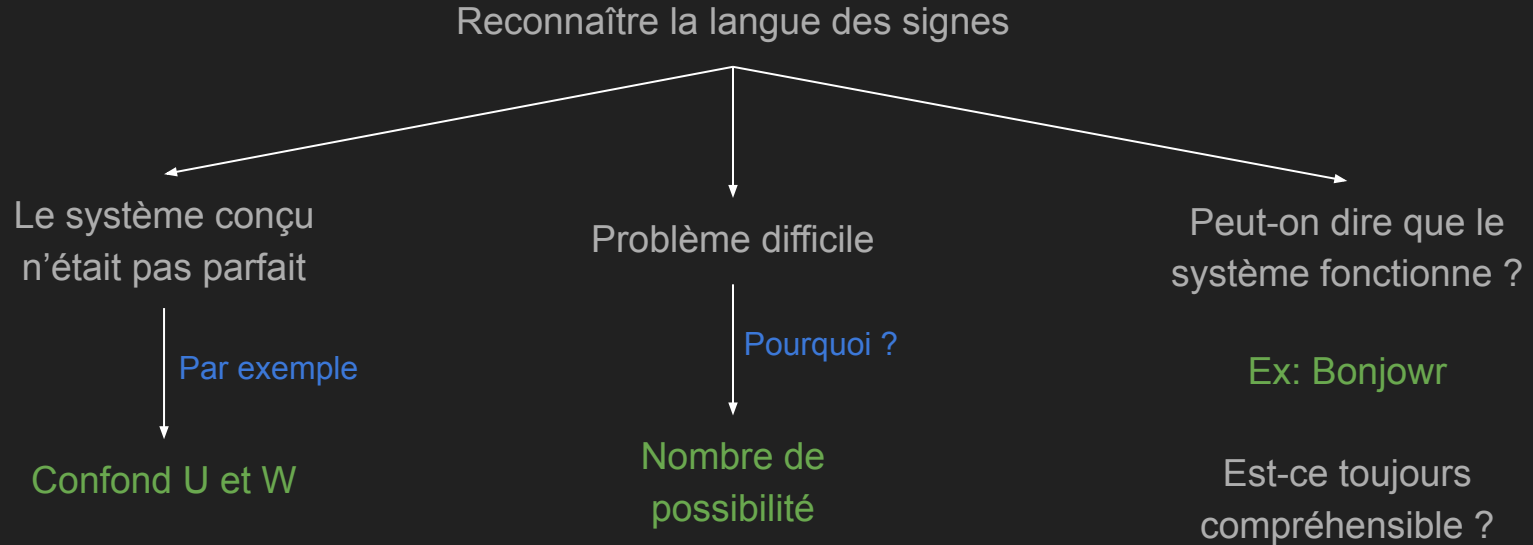 Reconnaître la langue des signes
Le système conçu
n’était pas parfait
Par exemple
Confond U et W
Problème difficile
Pourquoi ?
Nombre de
possibilité
Peut-on dire que le
système fonctionne ?
Ex: Bonjowr
Est-ce toujours
compréhensible ?